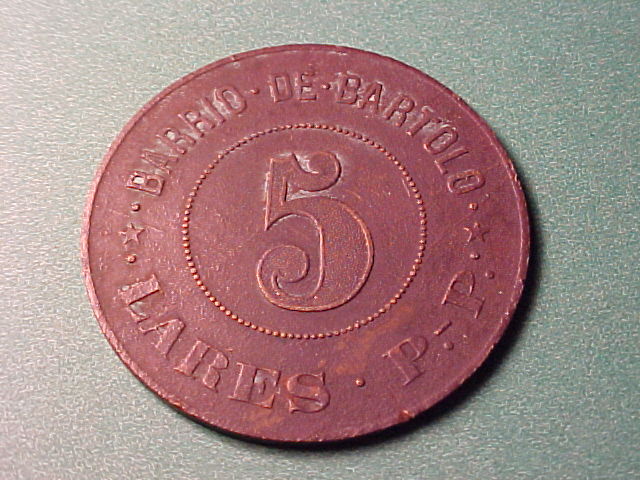 BARRIO-DE-BARTOLO
5
LARES · P.-P.